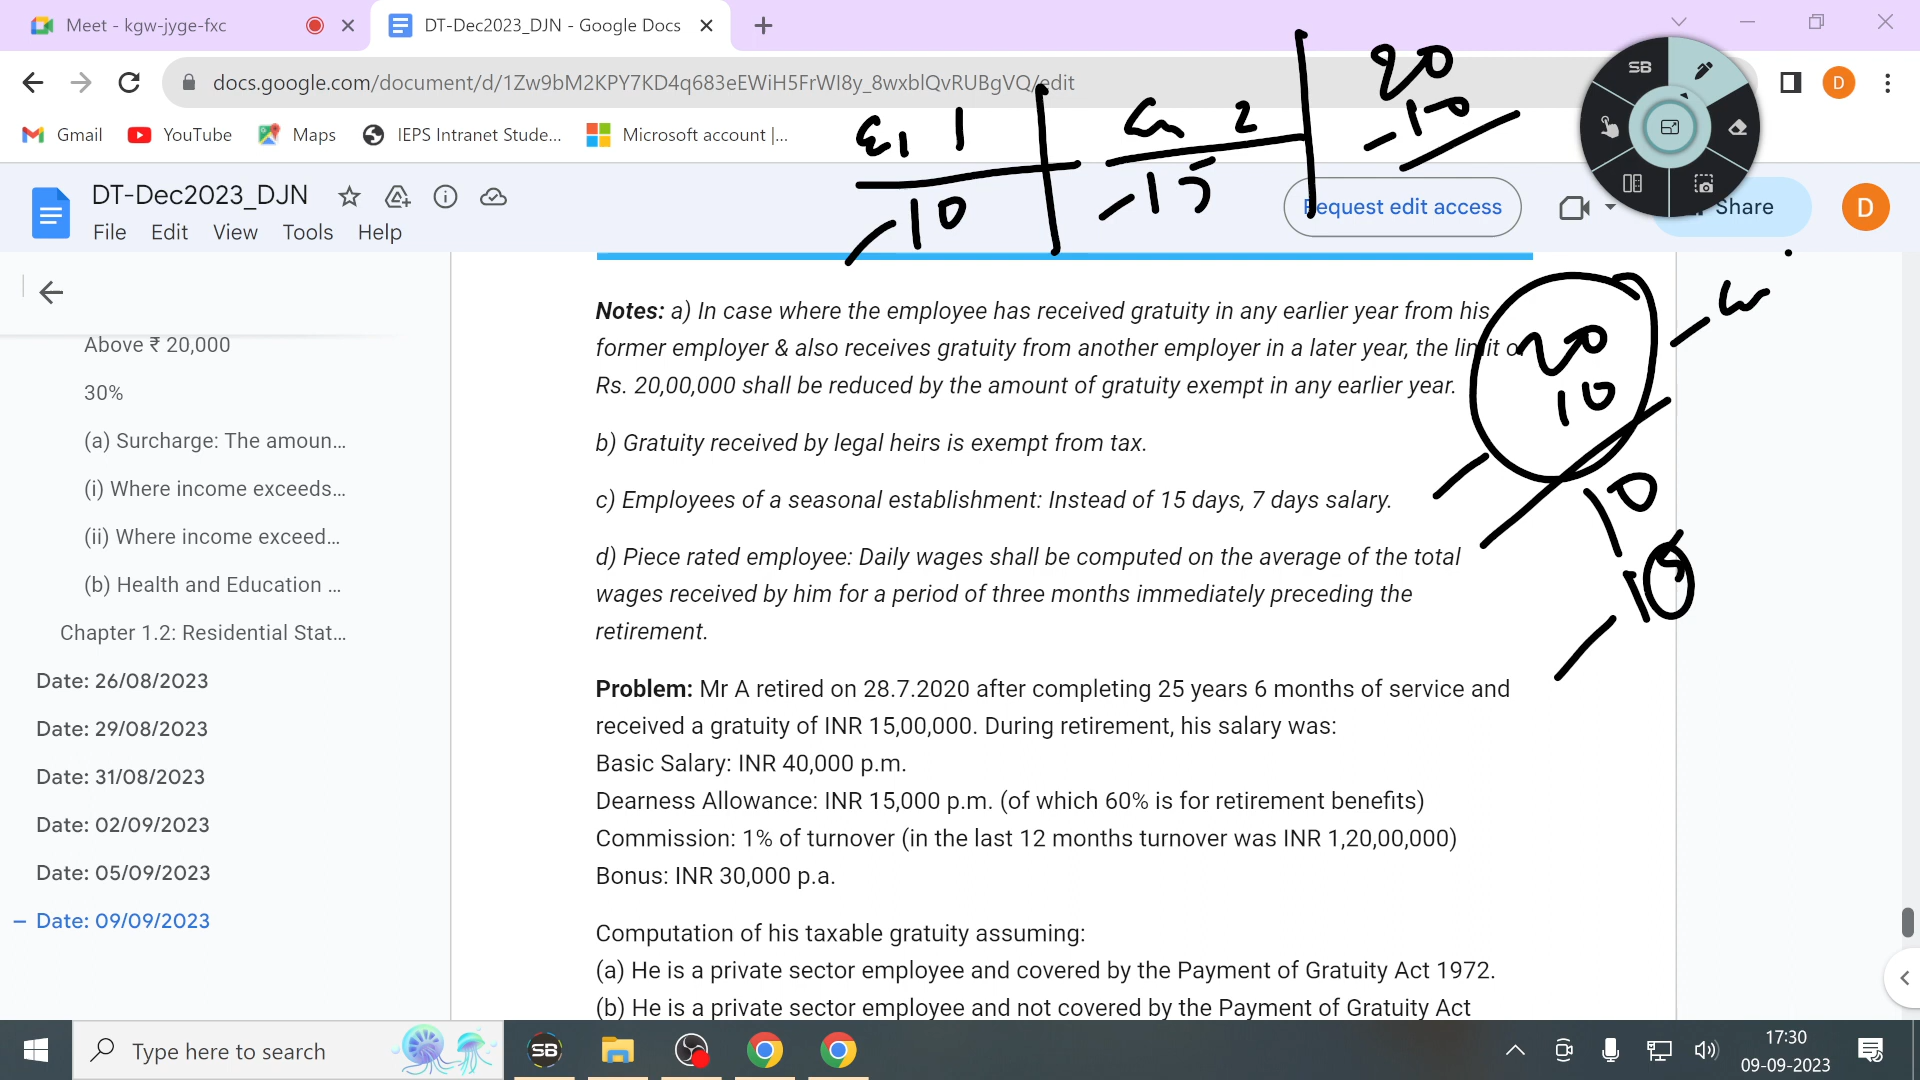 Meet - kgw-jyge-fxc
DT-Dec2023_DJN - Google Docs
docs.google.com/document/d/1Zw9bM2KPY7KD4q683eEWiH5FrWI8y_8wxblQvRUBgVQ/edit
D
Gmail
YouTube
Maps
IEPS Intranet Stude...
Microsoft account |...
1
2
20
-10
-10
-15
SB
DT-Dec2023_DJN
File Edit View Tools Help
Request edit access
Share
D
Above ₹ 20,000
30%
(a) Surcharge: The amoun...
(i) Where income exceeds...
(ii) Where income exceed...
(b) Health and Education ...
Chapter 1.2: Residential Stat...
Date: 26/08/2023
Date: 29/08/2023
Date: 31/08/2023
Date: 02/09/2023
Date: 05/09/2023
Date: 09/09/2023
Notes: a) In case where the employee has received gratuity in any earlier year from his
former employer & also receives gratuity from another employer in a later year, the limit of
Rs. 20,00,000 shall be reduced by the amount of gratuity exempt in any earlier year.
b) Gratuity received by legal heirs is exempt from tax.
c) Employees of a seasonal establishment: Instead of 15 days, 7 days salary.
d) Piece rated employee: Daily wages shall be computed on the average of the total
wages received by him for a period of three months immediately preceding the
retirement.
20
10
10
Problem: Mr A retired on 28.7.2020 after completing 25 years 6 months of service and
received a gratuity of INR 15,00,000. During retirement, his salary was:
Basic Salary: INR 40,000 p.m.
Dearness Allowance: INR 15,000 p.m. (of which 60% is for retirement benefits)
Commission: 1% of turnover (in the last 12 months turnover was INR 1,20,00,000)
Bonus: INR 30,000 p.a.
Computation of his taxable gratuity assuming:
(a) He is a private sector employee and covered by the Payment of Gratuity Act 1972.
(b) He is a private sector employee and not covered by the Payment of Gratuity Act
Type here to search
SB
17:30
09-09-2023